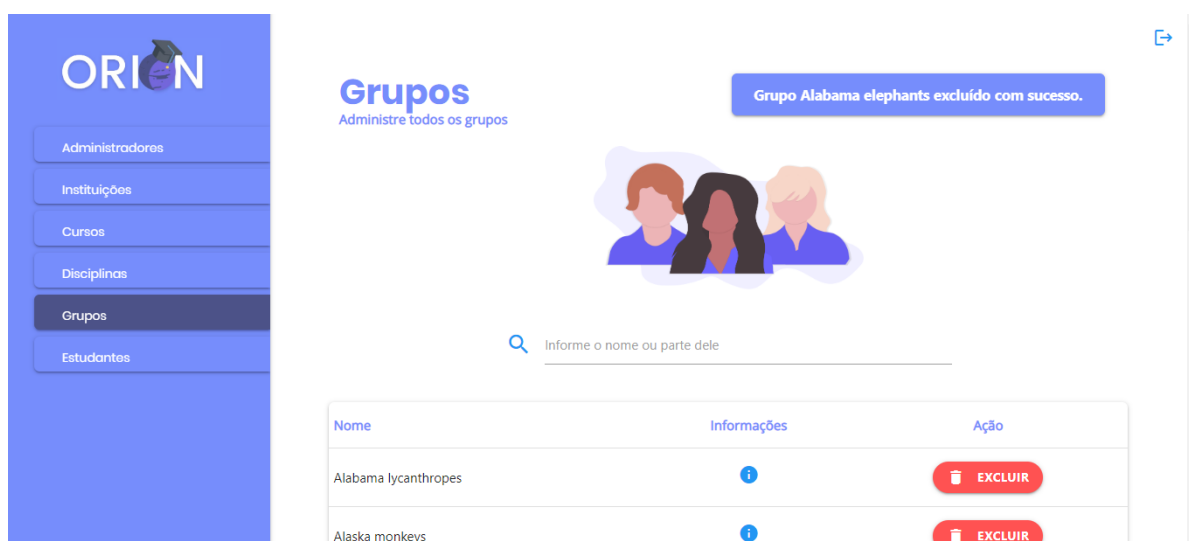 ORION
Administradores
Instituições
Cursos
Disciplinas
Grupos
Estudantes
Grupos
Administre todos os grupos
Grupo Alabama elephants excluído com sucesso.
Informe o nome ou parte dele
Nome Informações Ação
Alabama lycanthropes EXCLUIR
Alaska monkeys EXCLUIR